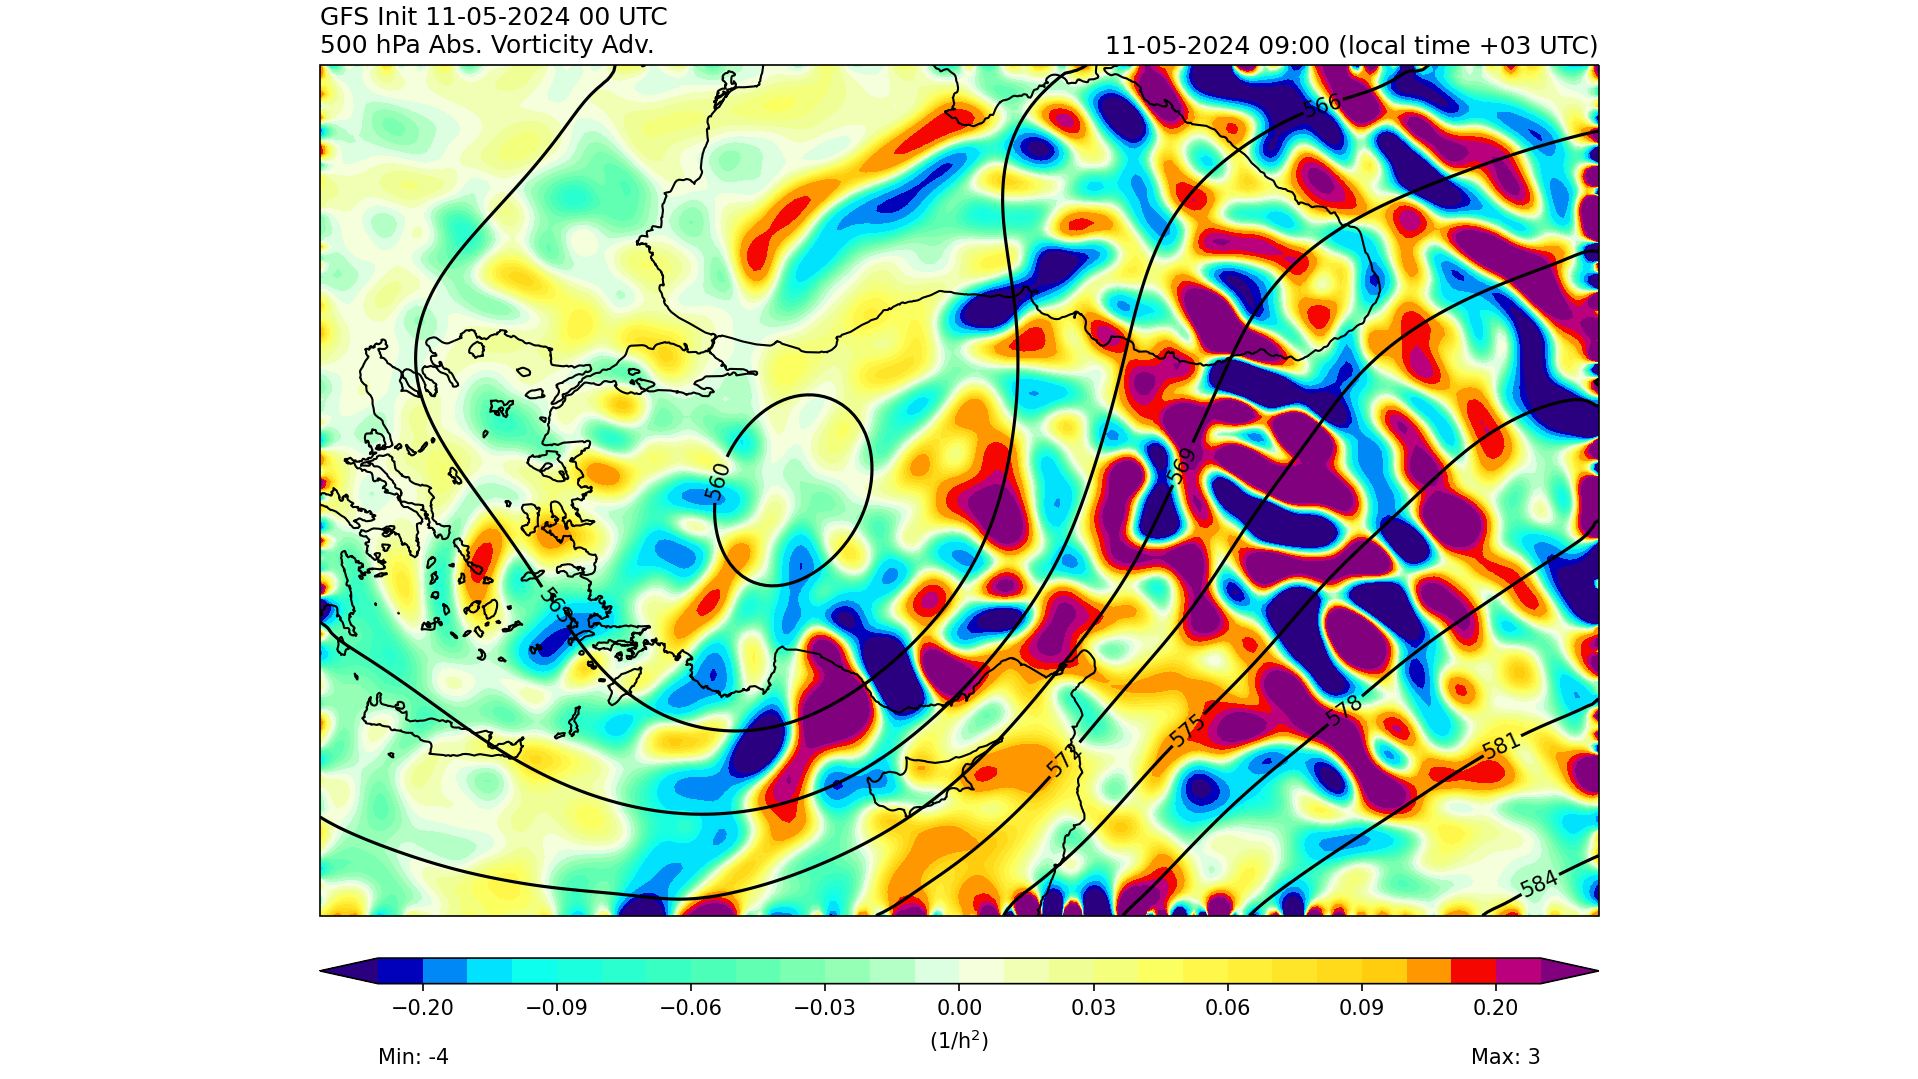 GFS Init 11-05-2024 00 UTC
500 hPa Abs. Vorticity Adv.
11-05-2024 09:00 (local time +03 UTC)
566
560
569
563
572
575
578
581
584
−0.20 −0.09 −0.06 −0.03 0.00 0.03 0.06 0.09 0.20
(1/h²)
Min: -4
Max: 3